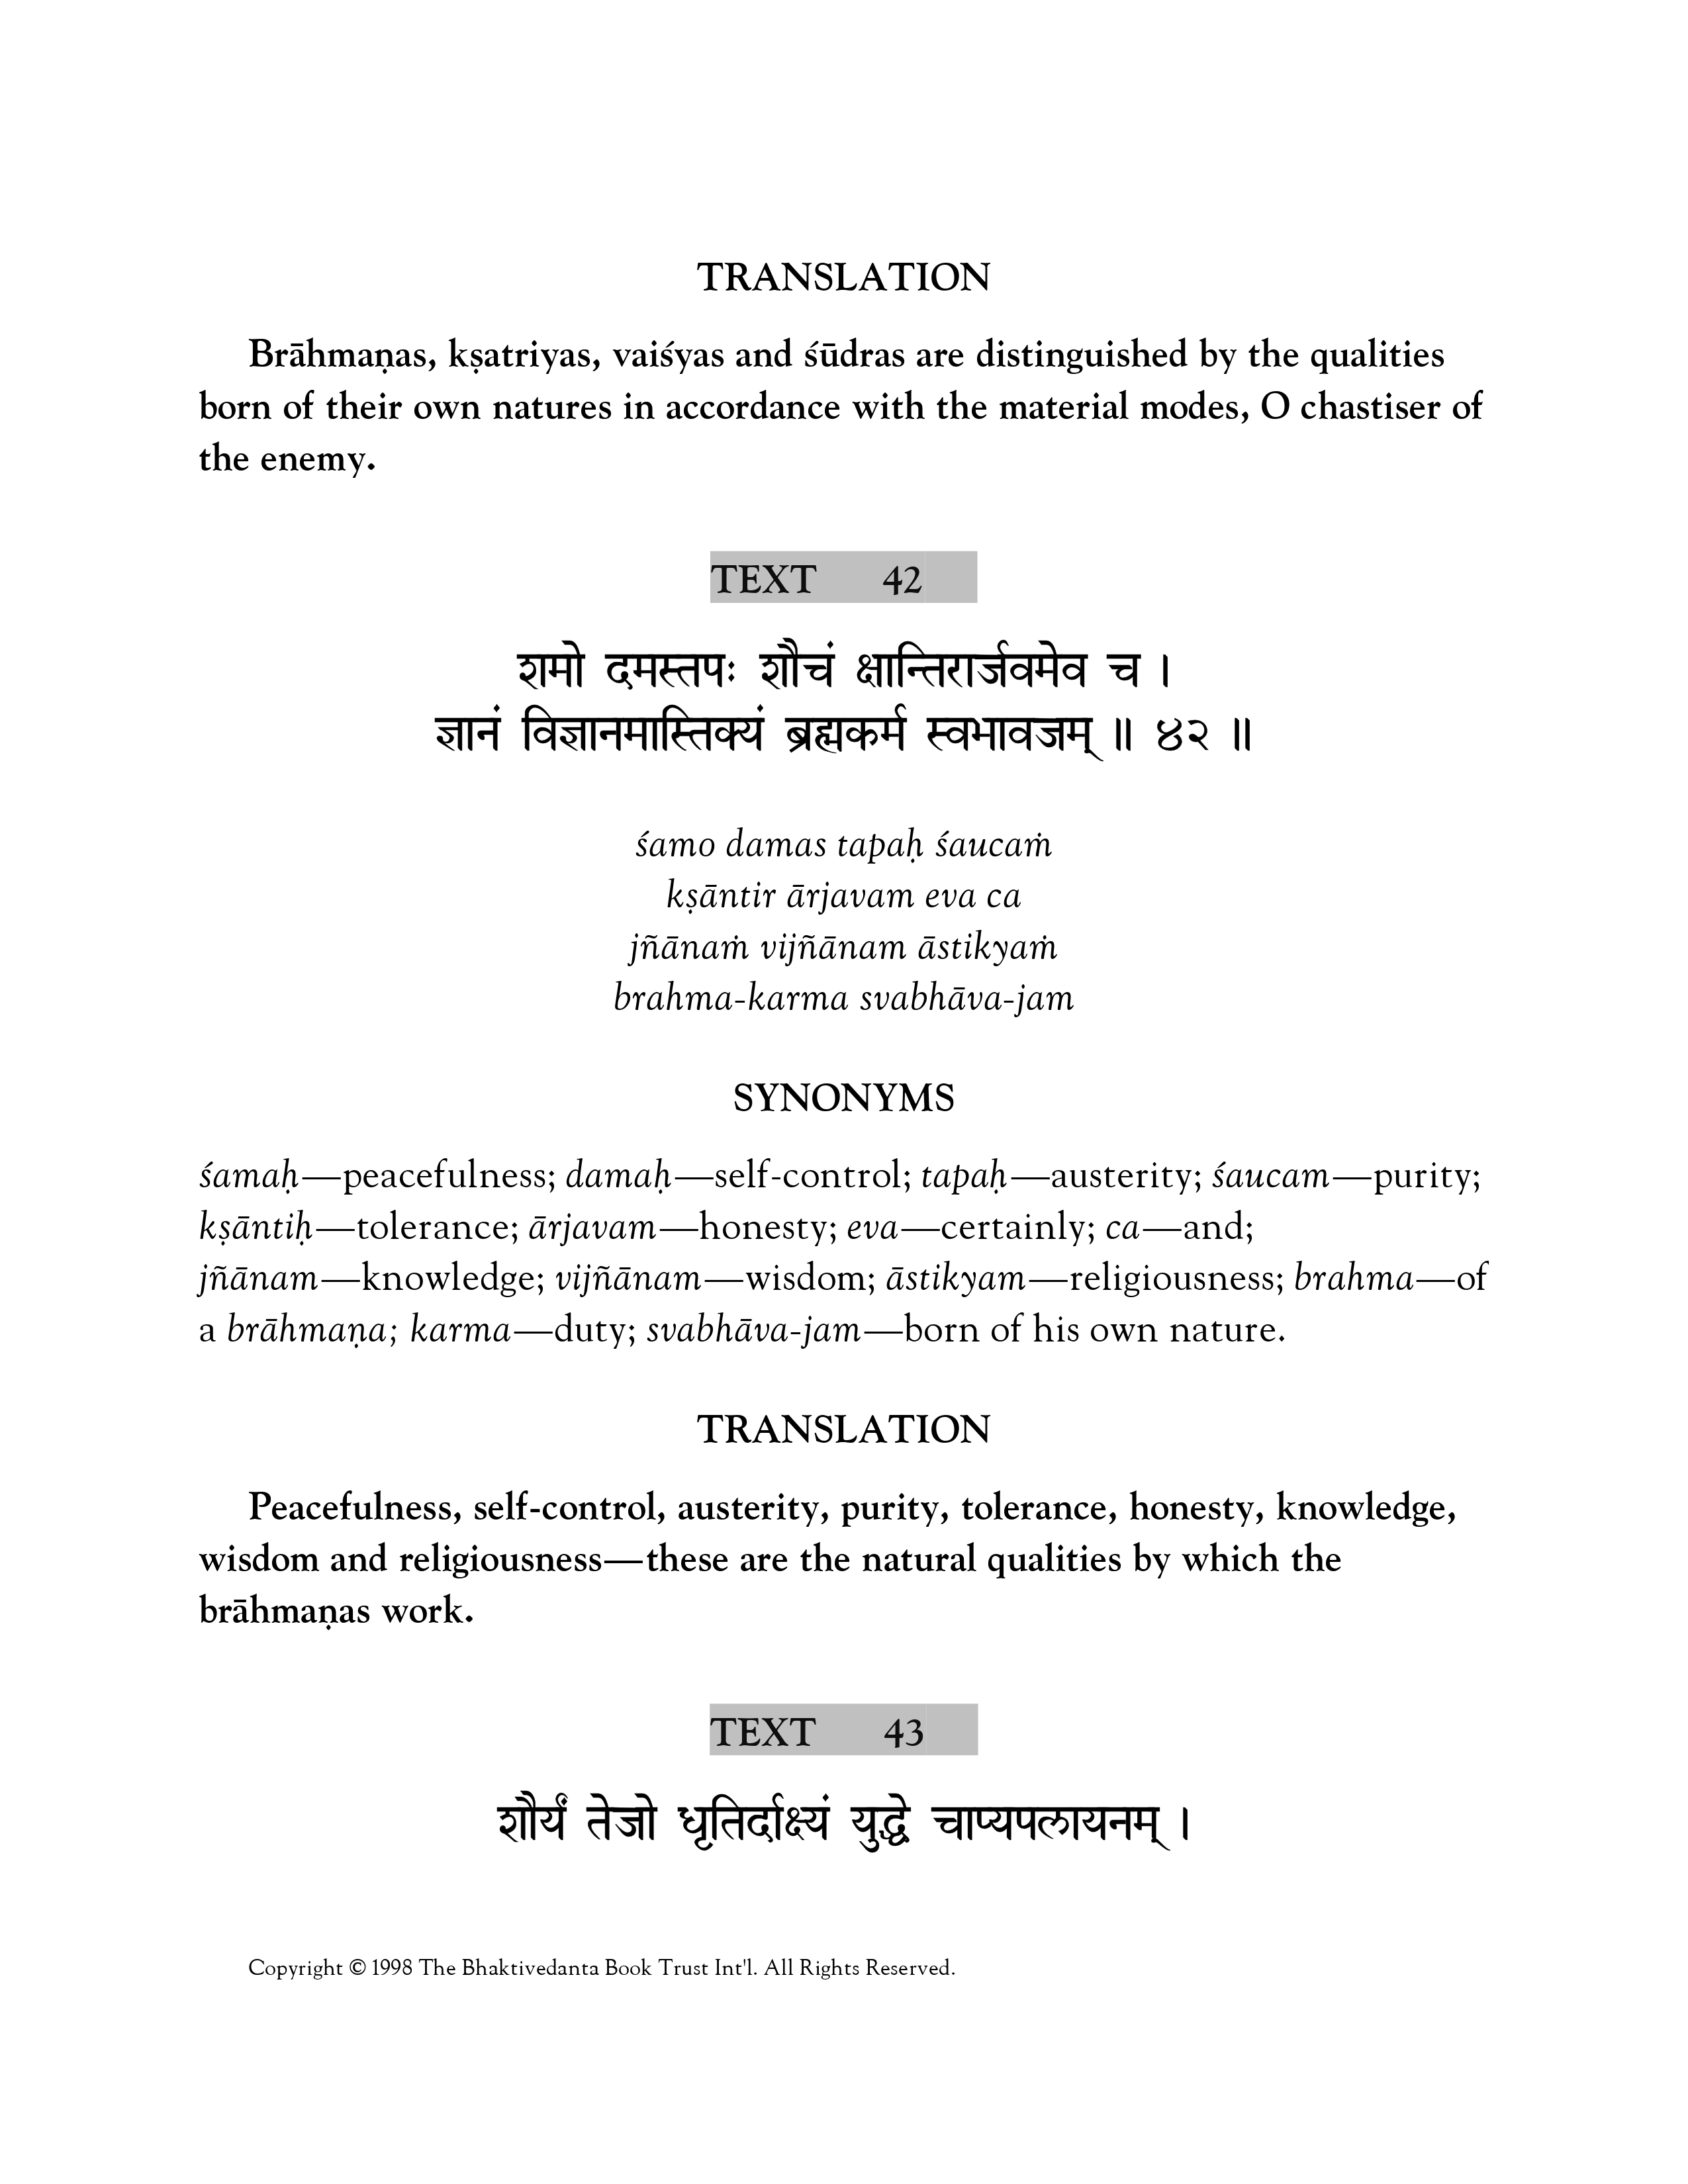 TRANSLATION
Brāhmaṇas, kṣatriyas, vaiśyas and śūdras are distinguished by the qualities
born of their own natures in accordance with the material modes, O chastiser of
the enemy.
TEXT 42
शमो दमस्तपः शौचं क्षान्तिरार्जवमेव च ।
ज्ञानं विज्ञानमास्तिक्यं ब्रह्मकर्म स्वभावजम् ॥ ४२ ॥
śamo damas tapaḥ śaucaṁ
kṣāntir ārjavam eva ca
jñānaṁ vijñānam āstikyaṁ
brahma-karma svabhāva-jam
SYNONYMS
śamaḥ—peacefulness; damaḥ—self-control; tapaḥ—austerity; śaucam—purity;
kṣāntiḥ—tolerance; ārjavam—honesty; eva—certainly; ca—and;
jñānam—knowledge; vijñānam—wisdom; āstikyam—religiousness; brahma—of
a brāhmaṇa; karma—duty; svabhāva-jam—born of his own nature.
TRANSLATION
Peacefulness, self-control, austerity, purity, tolerance, honesty, knowledge,
wisdom and religiousness—these are the natural qualities by which the
brāhmaṇas work.
TEXT 43
शौर्यं तेजो धृतिर्दाक्ष्यं युद्धे चाप्यपलायनम् ।
Copyright © 1998 The Bhaktivedanta Book Trust Int'l. All Rights Reserved.